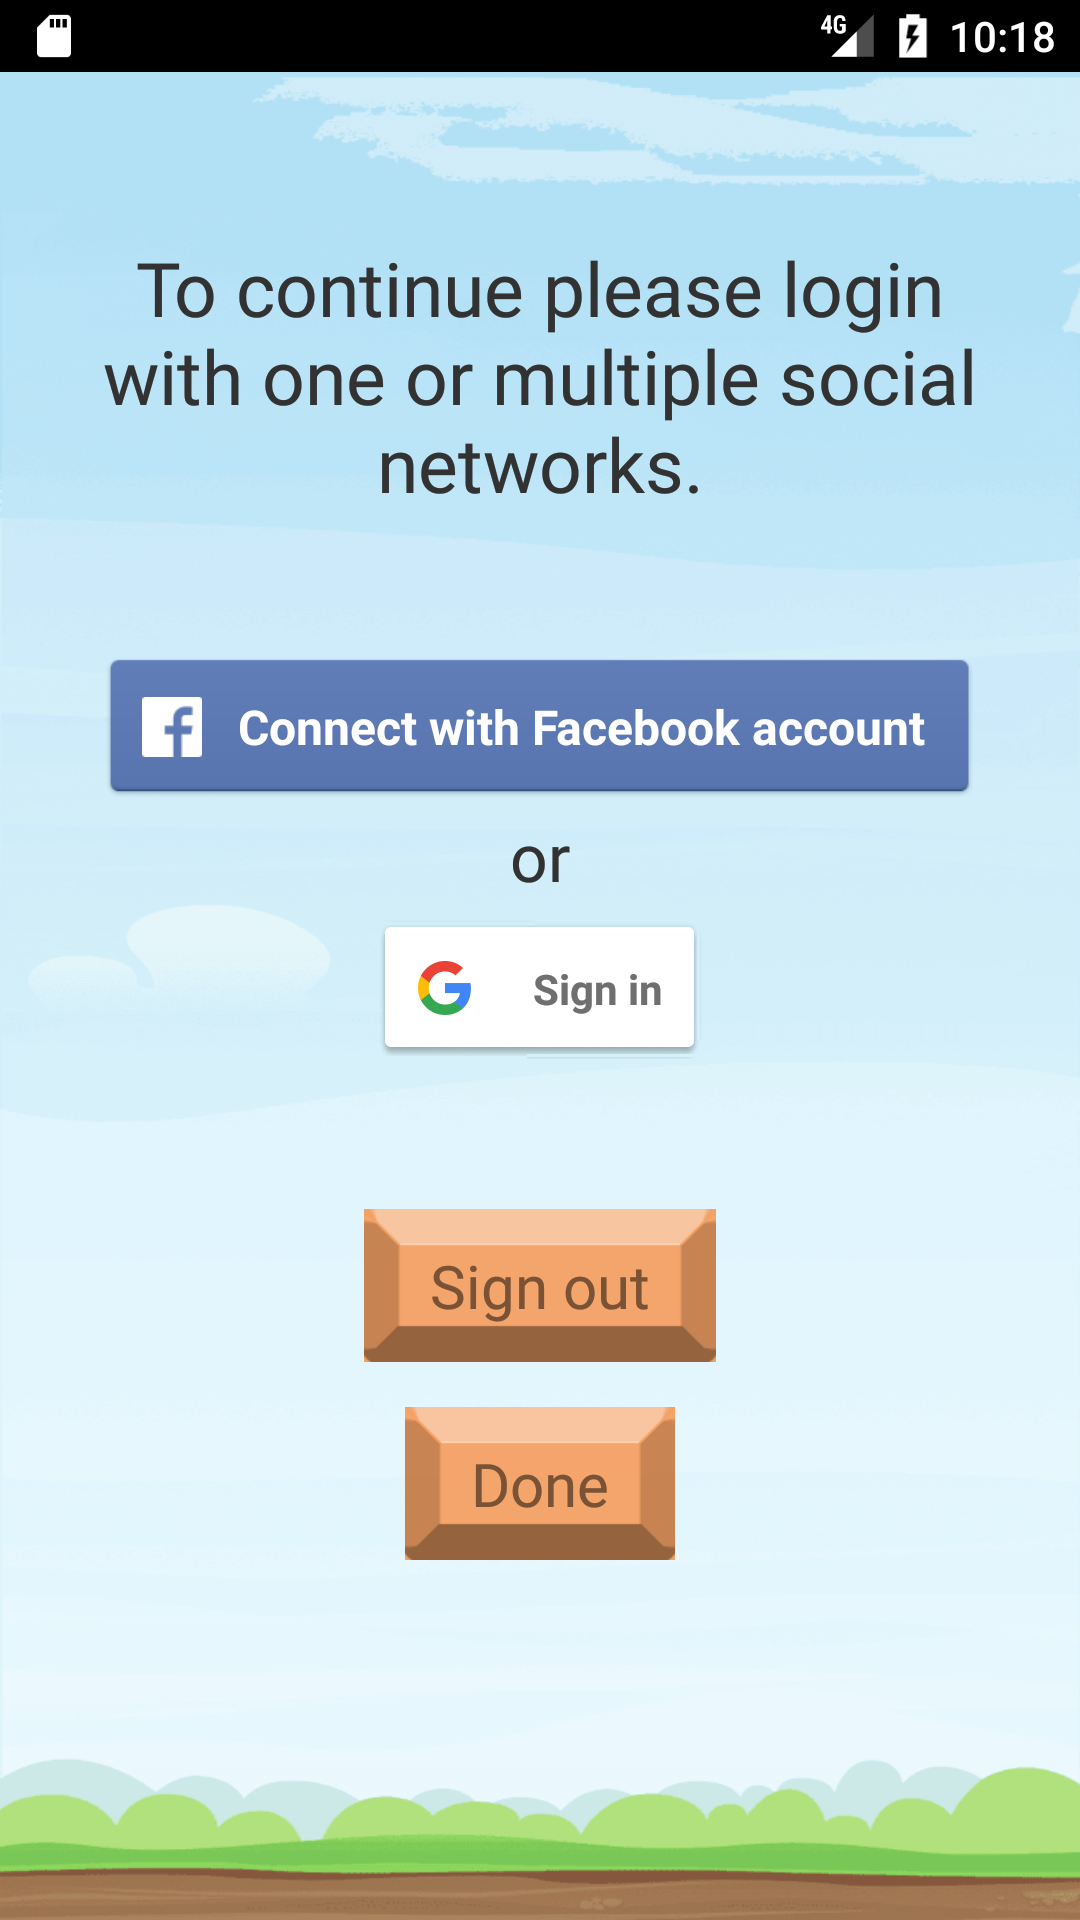 4G 10:18
To continue please login
with one or multiple social
networks.
Connect with Facebook account
or
Sign in
Sign out
Done